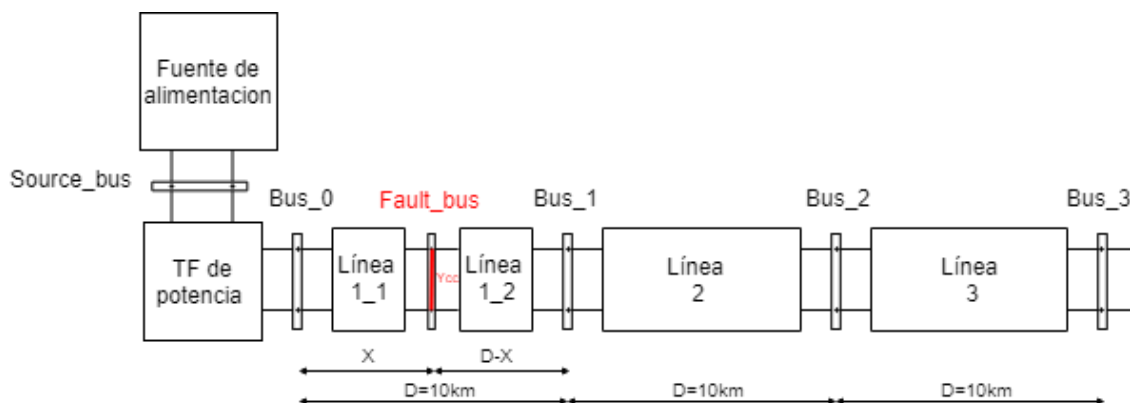 Fuente de
alimentacion
Source_bus
Bus_0
Fault_bus
Bus_1
Bus_2
Bus_3
TF de
potencia
Línea
1_1
Ycc
Línea
1_2
Línea
2
Línea
3
X
D-X
D=10km
D=10km
D=10km